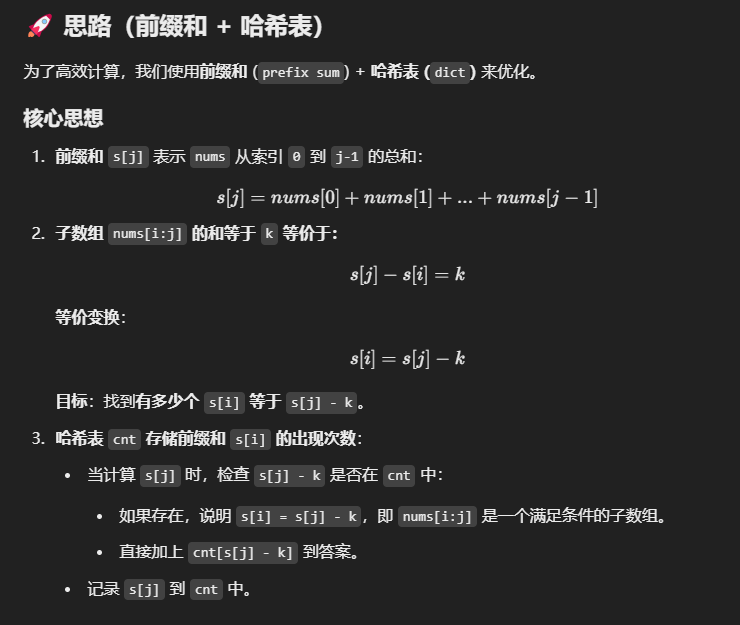 🚀 思路（前缀和 + 哈希表）
为了高效计算，我们使用前缀和 (prefix sum) + 哈希表 (dict) 来优化。
核心思想
1. 前缀和 s[j] 表示 nums 从索引 0 到 j-1 的总和：
s[j] = nums[0] + nums[1] + ... + nums[j − 1]
2. 子数组 nums[i:j] 的和等于 k 等价于：
s[j] − s[i] = k
等价变换：
s[i] = s[j] − k
目标：找到有多少个 s[i] 等于 s[j] - k。
3. 哈希表 cnt 存储前缀和 s[i] 的出现次数：
• 当计算 s[j] 时，检查 s[j] - k 是否在 cnt 中：
• 如果存在，说明 s[i] = s[j] - k，即 nums[i:j] 是一个满足条件的子数组。
• 直接加上 cnt[s[j] - k] 到答案。
• 记录 s[j] 到 cnt 中。